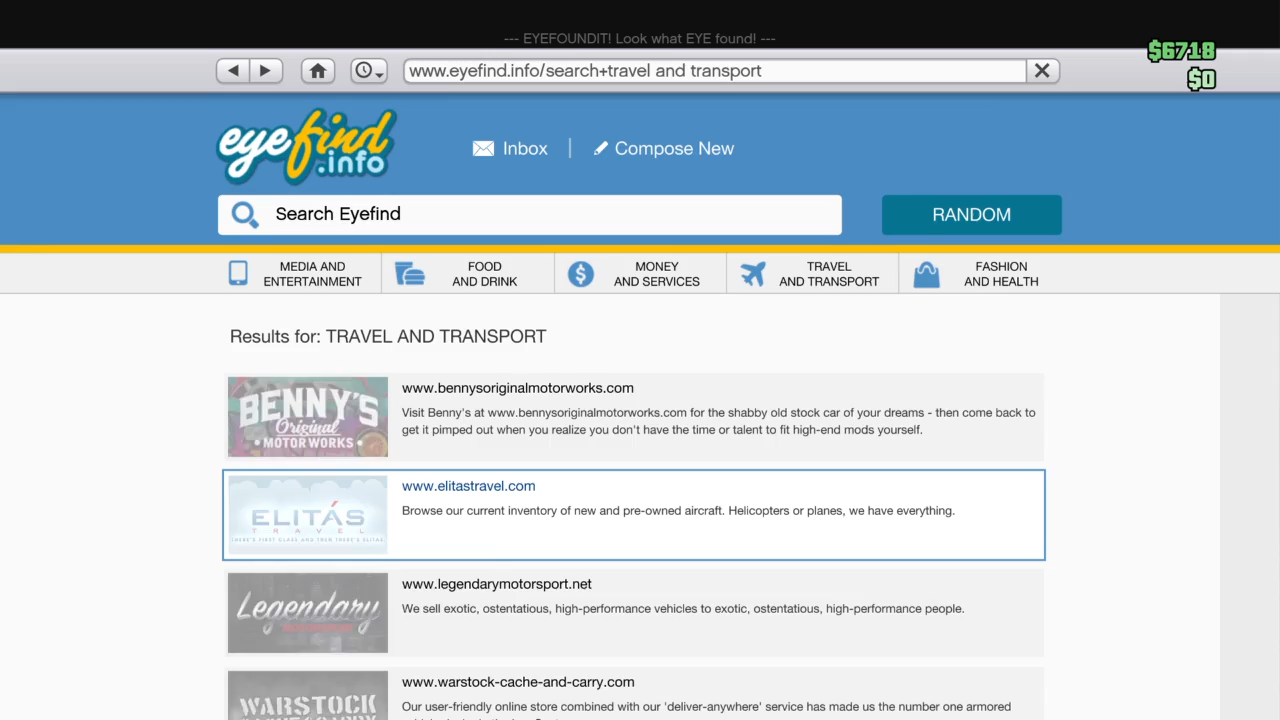 --- EYEFOUNDIT! Look what EYE found! ---
$6718
www.eyefind.info/search+travel and transport
$0
eyefind.info
Inbox
Compose New
Search Eyefind
RANDOM
MEDIA AND
ENTERTAINMENT
FOOD
AND DRINK
MONEY
AND SERVICES
TRAVEL
AND TRANSPORT
FASHION
AND HEALTH
Results for: TRAVEL AND TRANSPORT
BENNY'S
Original
MOTOR WORKS
www.bennysoriginalmotorworks.com
Visit Benny's at www.bennysoriginalmotorworks.com for the shabby old stock car of your dreams - then come back to
get it pimped out when you realize you don't have the time or talent to fit high-end mods yourself.
ELITÁS
TRAVEL
THERE'S FIRST CLASS AND THEN THERE'S ELITÁS
www.elitastravel.com
Browse our current inventory of new and pre-owned aircraft. Helicopters or planes, we have everything.
Legendary
www.legendarymotorsport.net
We sell exotic, ostentatious, high-performance vehicles to exotic, ostentatious, high-performance people.
WARSTOCK
www.warstock-cache-and-carry.com
Our user-friendly online store combined with our 'deliver-anywhere' service has made us the number one armored